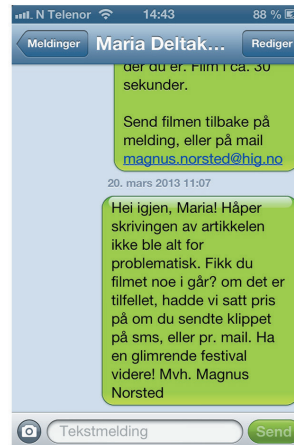 N Telenor 14:43 88 %
Meldinger Maria Deltak... Rediger
der du er. Film i ca. 30
sekunder.
Send filmen tilbake på
melding, eller på mail
magnus.norsted@hig.no
20. mars 2013 11:07
Hei igjen, Maria! Håper
skrivingen av artikkelen
ikke ble alt for
problematisk. Fikk du
filmet noe i går? om det er
tilfellet, hadde vi satt pris
på om du sendte klippet
på sms, eller pr. mail. Ha
en glimrende festival
videre! Mvh. Magnus
Norsted
Tekstmelding Send